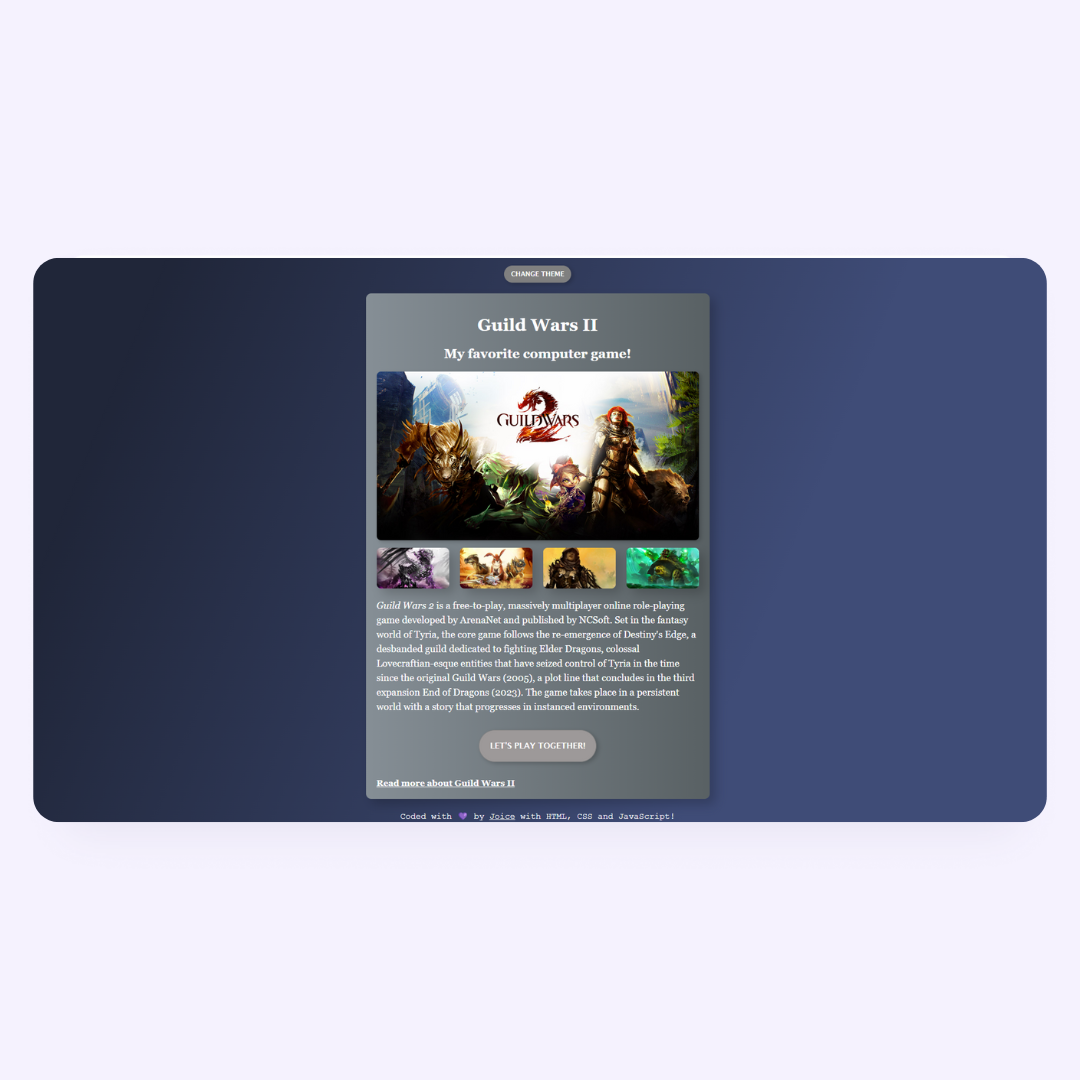 CHANGE THEME
Guild Wars II
My favorite computer game!
GUILD WARS
2
Guild Wars 2 is a free-to-play, massively multiplayer online role-playing
game developed by ArenaNet and published by NCSoft. Set in the fantasy
world of Tyria, the core game follows the re-emergence of Destiny's Edge, a
desbanded guild dedicated to fighting Elder Dragons, colossal
Lovecraftian-esque entities that have seized control of Tyria in the time
since the original Guild Wars (2005), a plot line that concludes in the third
expansion End of Dragons (2023). The game takes place in a persistent
world with a story that progresses in instanced environments.
LET'S PLAY TOGETHER!
Read more about Guild Wars II
Coded with 💜 by Joice with HTML, CSS and JavaScript!